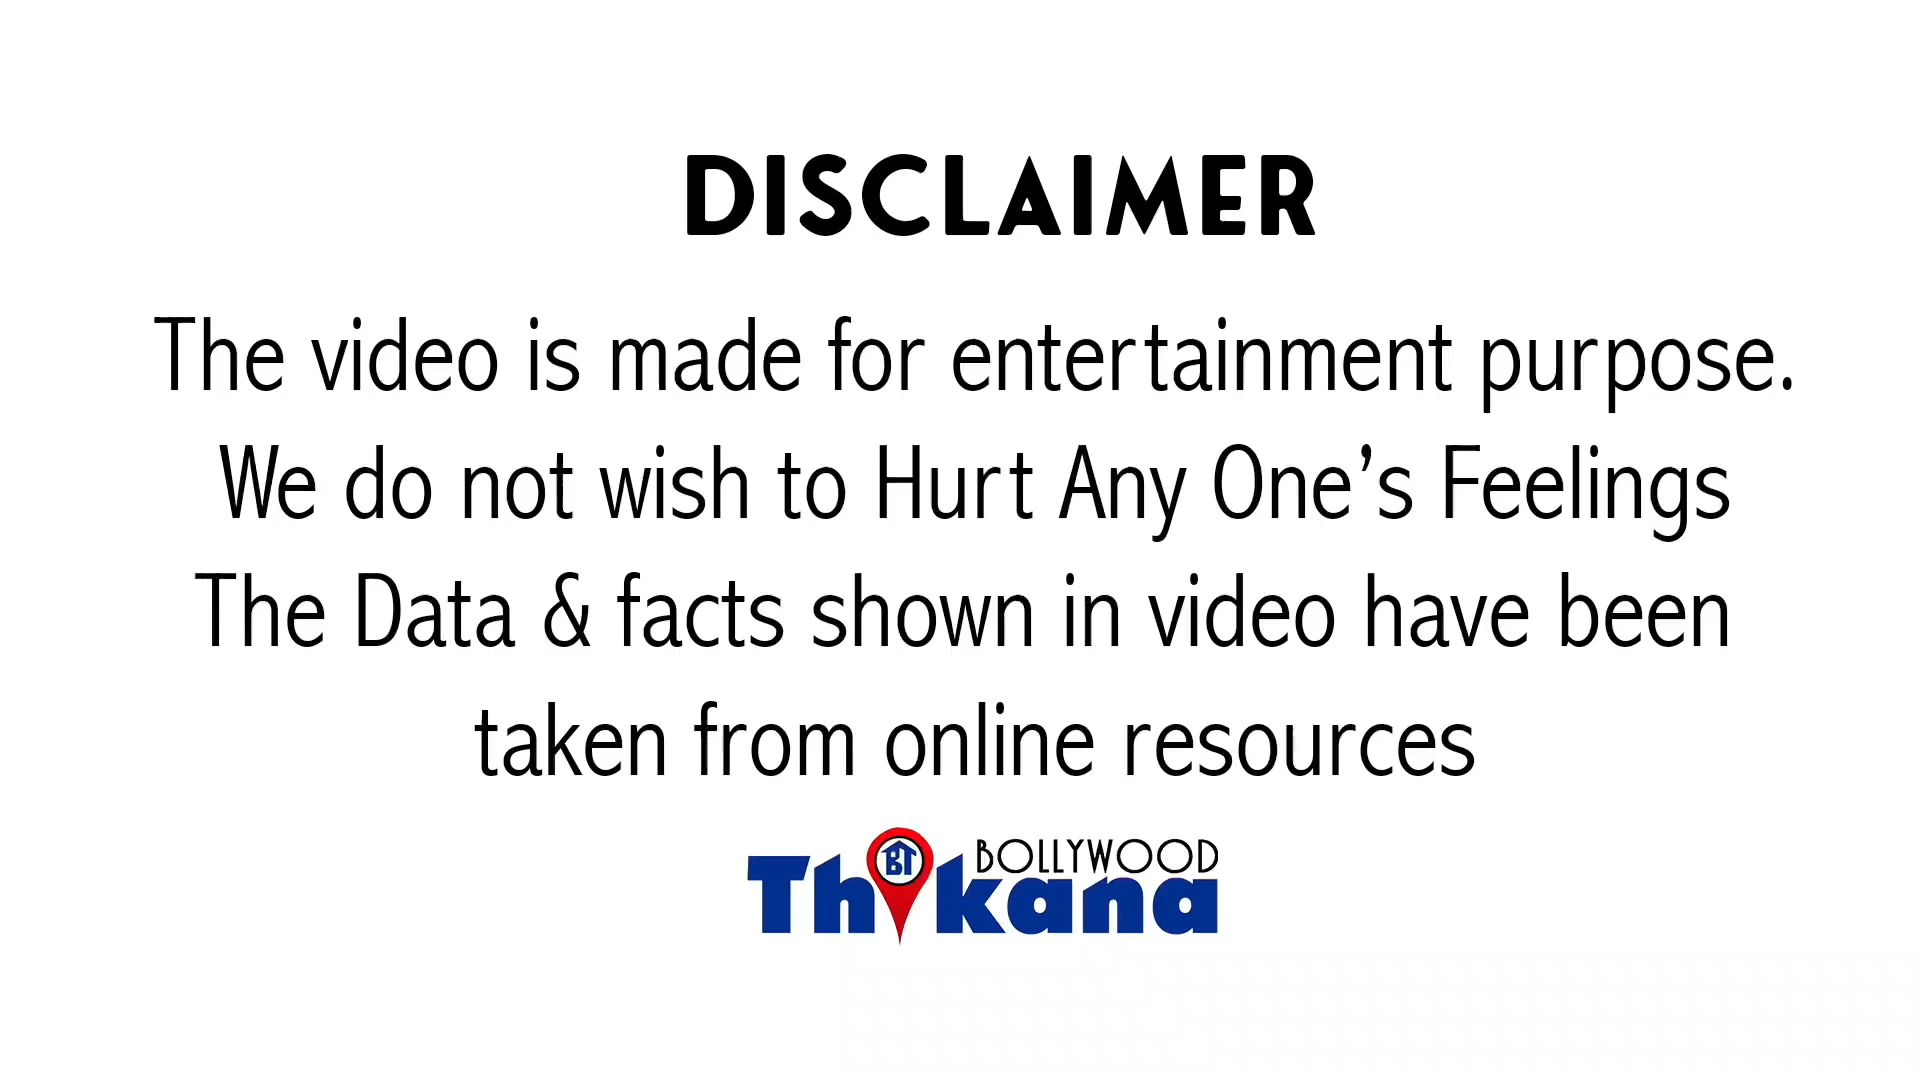 DISCLAIMER
The video is made for entertainment purpose.
We do not wish to Hurt Any One’s Feelings
The Data & facts shown in video have been
taken from online resources
BT
BOLLYWOOD
Thikana